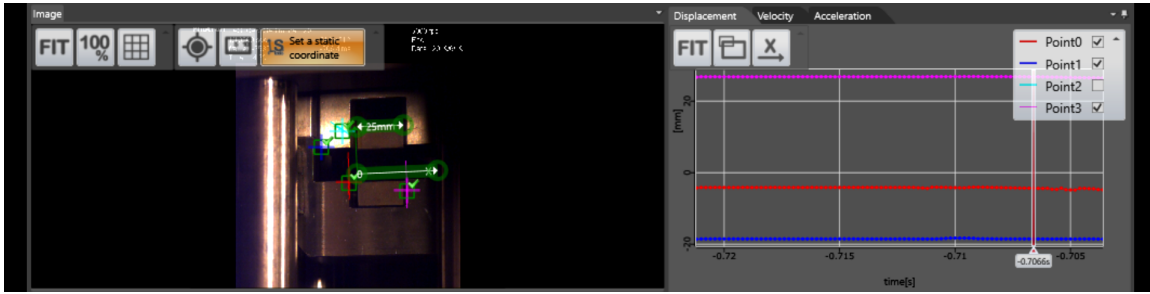 Image
FIT
100
%
Set a static
coordinate
25mm
0
X
Displacement Velocity Acceleration
FIT
X
Point0
Point1
Point2
Point3
[mm]
20
0
-20
-0.72 -0.715 -0.71 -0.705
-0.7066s
time[s]